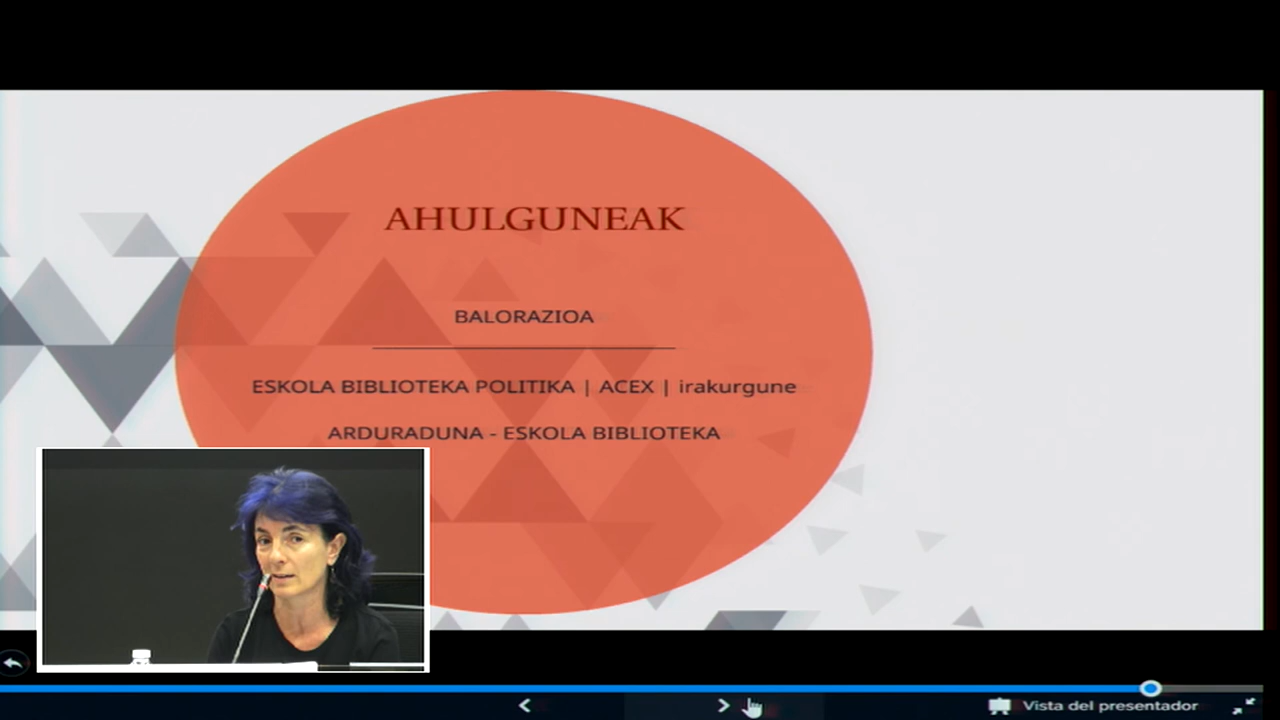 AHULGUNEAK
BALORAZIOA
ESKOLA BIBLIOTEKA POLITIKA | ACEX | irakurgune
ARDURADUNA - ESKOLA BIBLIOTEKA
Vista del presentador